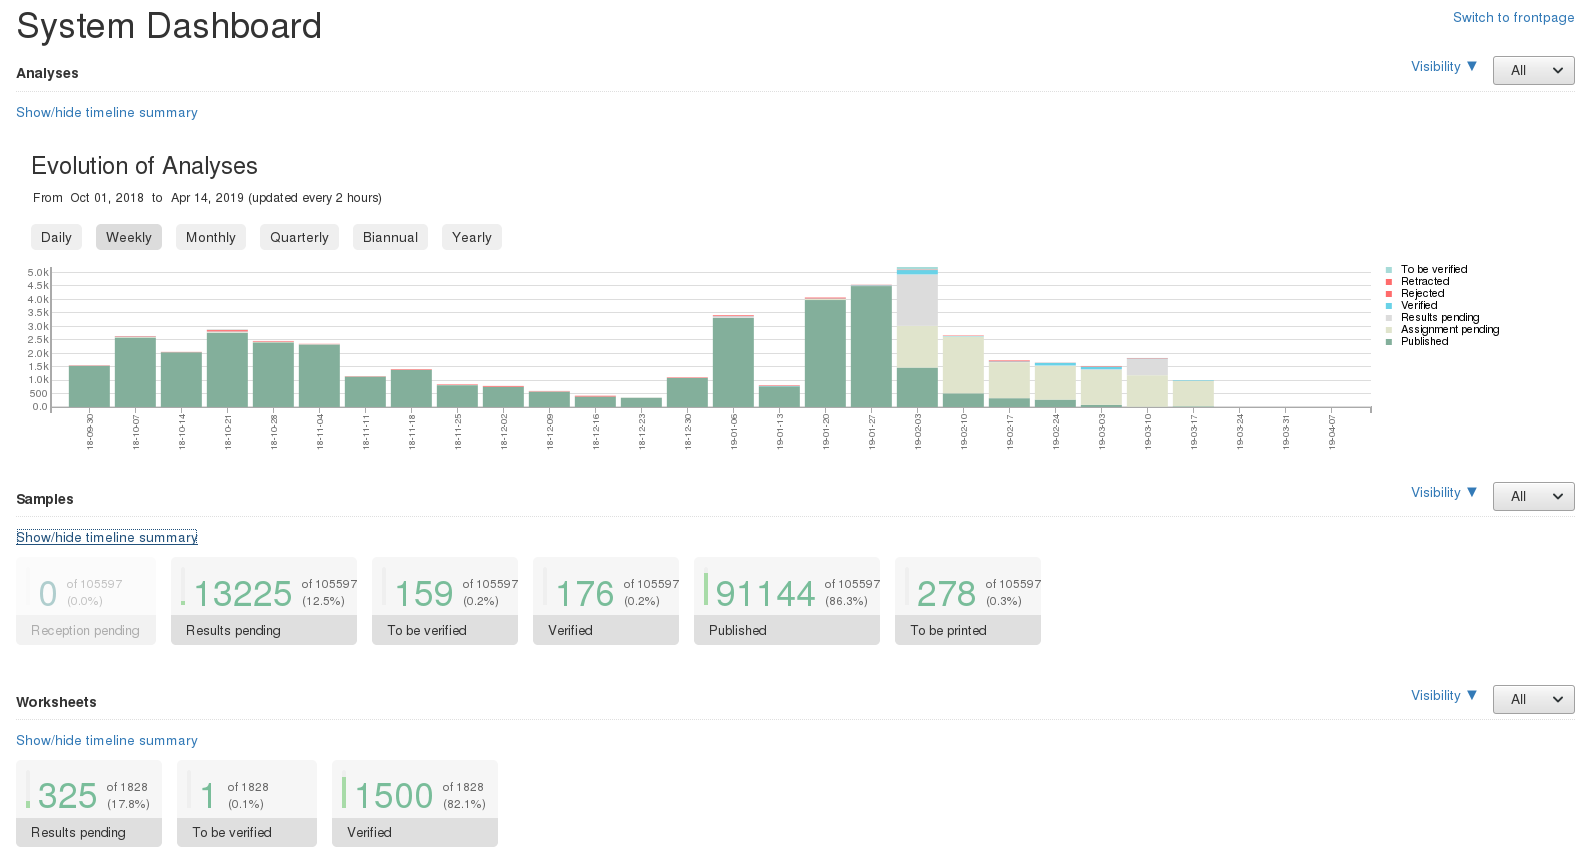 System Dashboard
Switch to frontpage
Analyses
Visibility ▼
All
Show/hide timeline summary
Evolution of Analyses
From Oct 01, 2018 to Apr 14, 2019 (updated every 2 hours)
Daily Weekly Monthly Quarterly Biannual Yearly
5.0k
4.5k
4.0k
3.5k
3.0k
2.5k
2.0k
1.5k
1.0k
500
0.0
18-09-30 18-10-07 18-10-14 18-10-21 18-10-28 18-11-04 18-11-11 18-11-18 18-11-25 18-12-02 18-12-09 18-12-16 18-12-23 18-12-30 19-01-06 19-01-13 19-01-20 19-01-27 19-02-03 19-02-10 19-02-17 19-02-24 19-03-03 19-03-10 19-03-17 19-03-24 19-03-31 19-04-07
To be verified
Retracted
Rejected
Verified
Results pending
Assignment pending
Published
Samples
Visibility ▼
All
Show/hide timeline summary
0 of 105597 (0.0%)
Reception pending
13225 of 105597 (12.5%)
Results pending
159 of 105597 (0.2%)
To be verified
176 of 105597 (0.2%)
Verified
91144 of 105597 (86.3%)
Published
278 of 105597 (0.3%)
To be printed
Worksheets
Visibility ▼
All
Show/hide timeline summary
325 of 1828 (17.8%)
Results pending
1 of 1828 (0.1%)
To be verified
1500 of 1828 (82.1%)
Verified